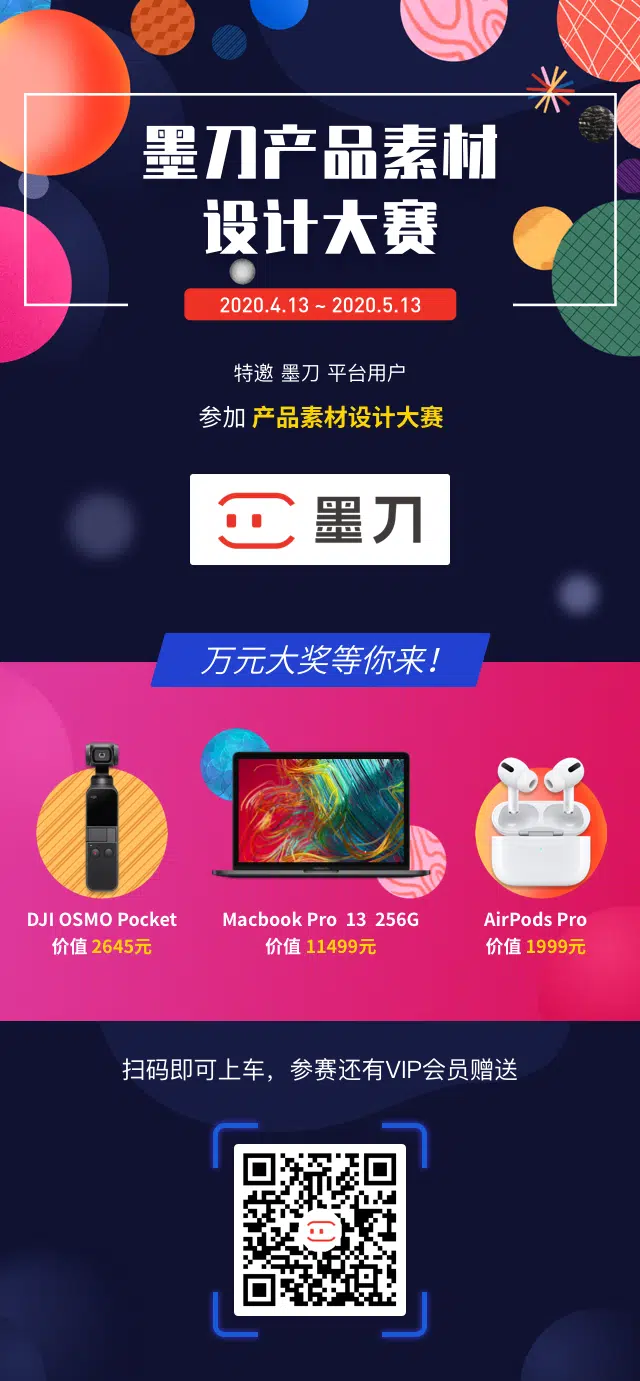 墨刀产品素材
设计大赛
2020.4.13 ~ 2020.5.13
特邀 墨刀 平台用户
参加 产品素材设计大赛
墨刀
万元大奖等你来!
DJI OSMO Pocket
价值 2645元
Macbook Pro 13 256G
价值 11499元
AirPods Pro
价值 1999元
扫码即可上车，参赛还有VIP会员赠送